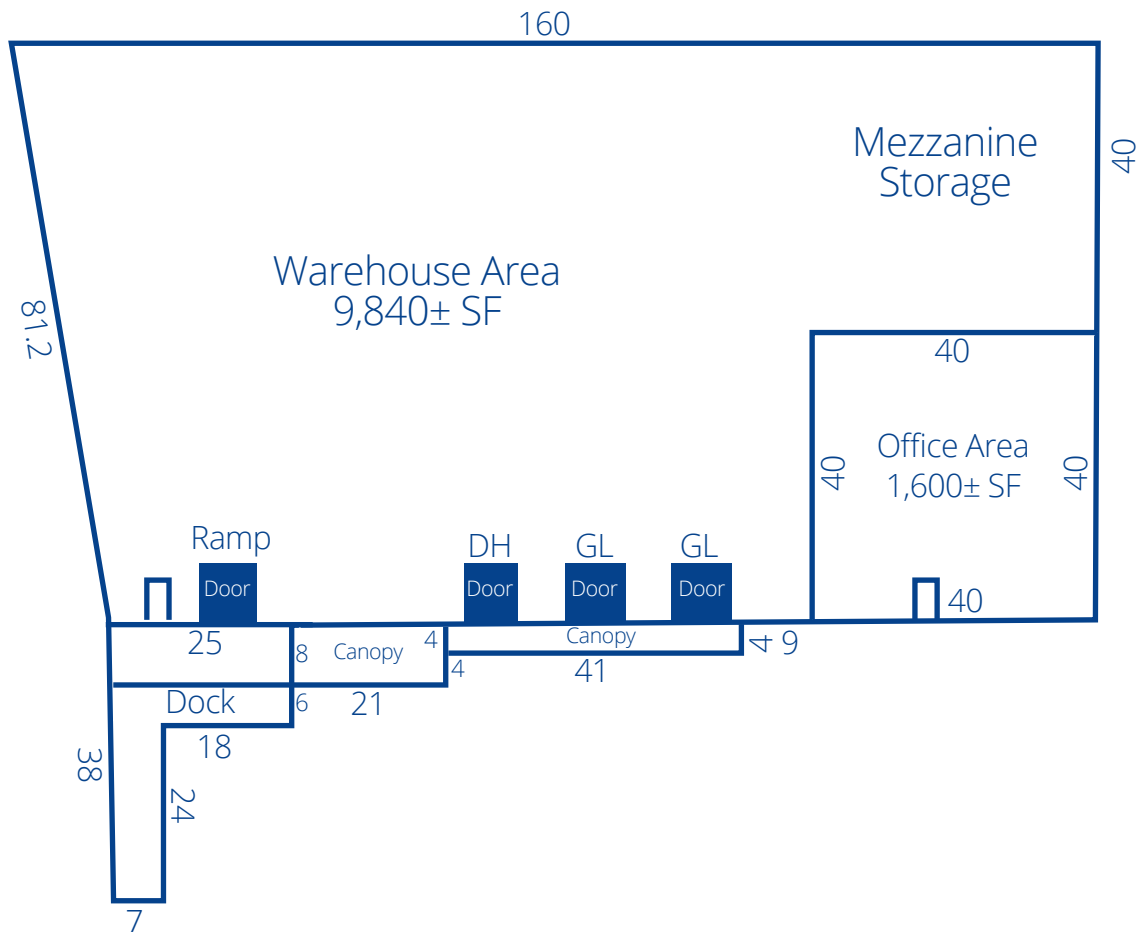 160
Mezzanine
Storage
40
Warehouse Area
9,840± SF
81.2
40
Office Area
1,600± SF
40
40
40
Ramp
DH
GL
GL
Door
Door
Door
Door
25
8
Canopy
4
Canopy
4
9
4
41
Dock
6
21
18
38
24
7